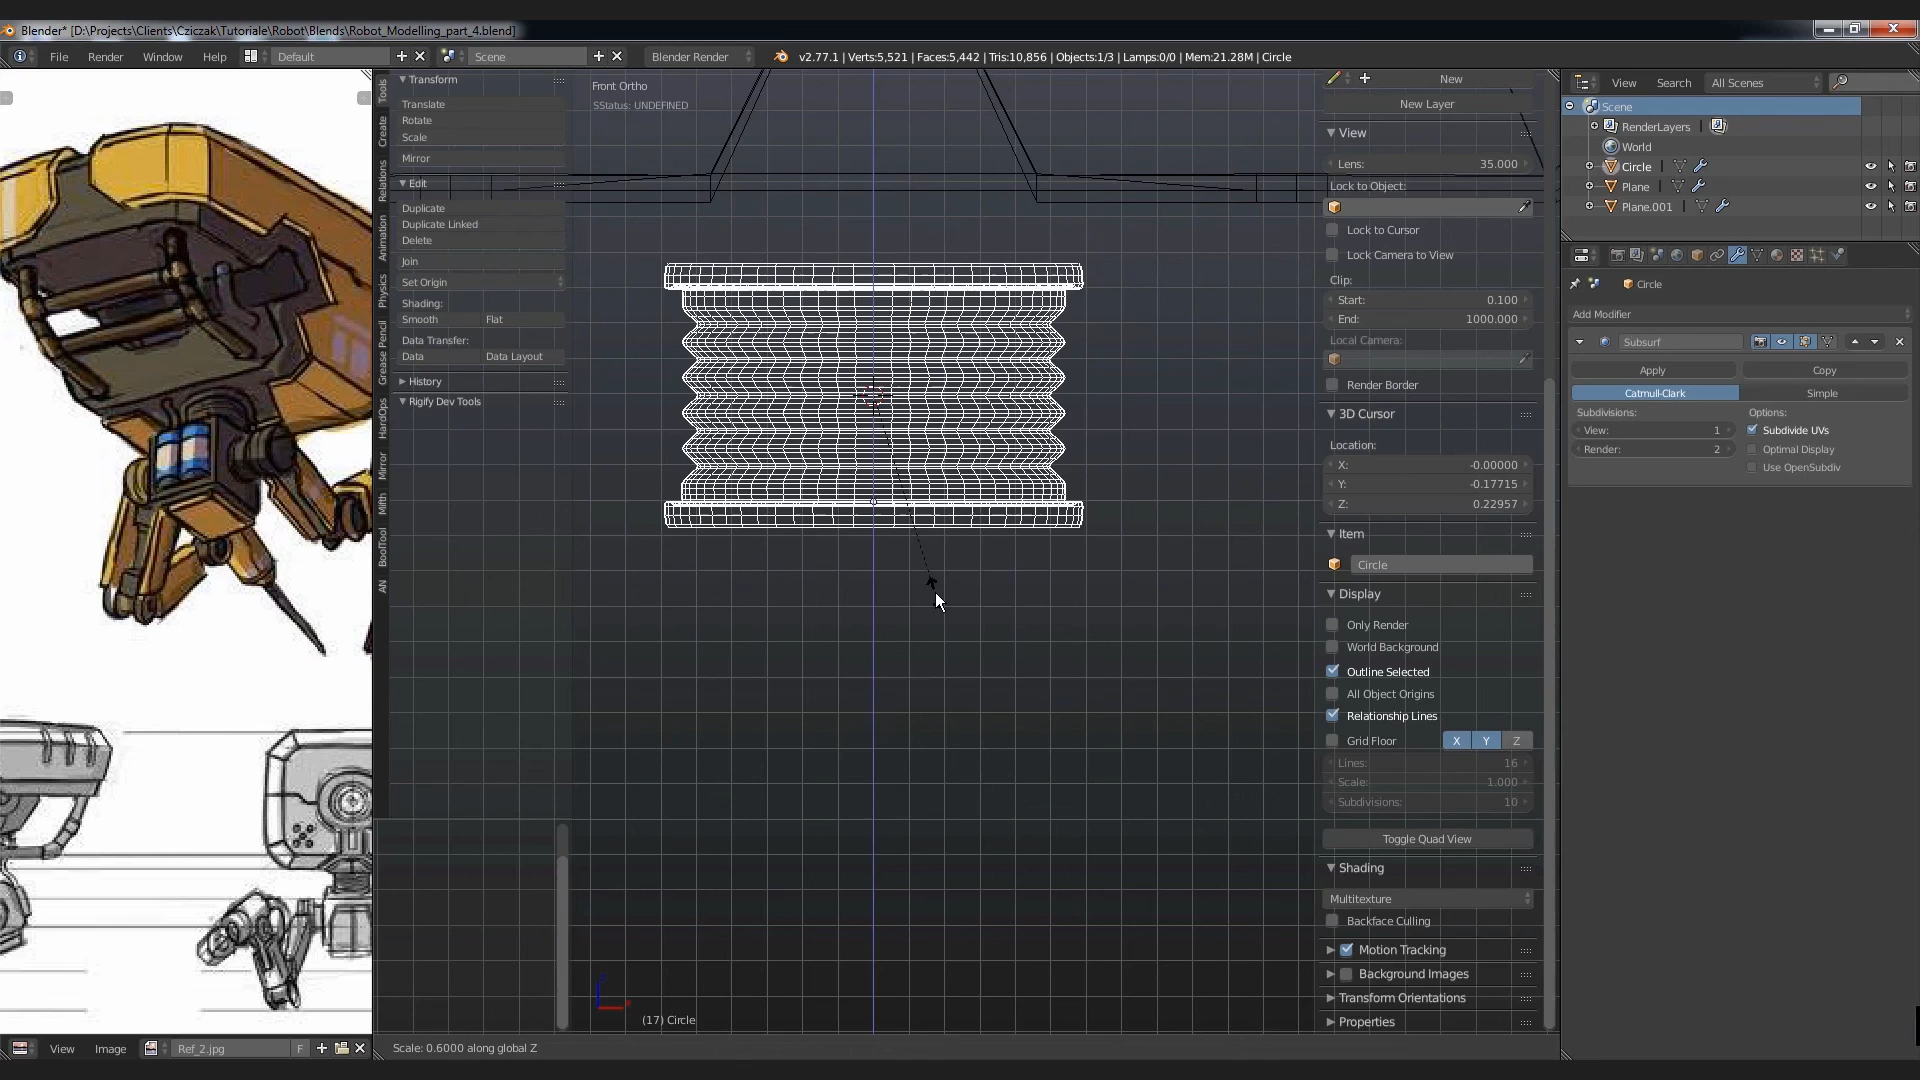 Blender* [D:\Projects\Clients\Cziczak\Tutoriale\Robot\Blends\Robot_Modelling_part_4.blend]
File Render Window Help Default Scene Blender Render v2.77.1 | Verts:5,521 | Faces:5,442 | Tris:10,856 | Objects:1/3 | Lamps:0/0 | Mem:21.28M | Circle
Tools
Create
Relations
Animation
Physics
Grease Pencil
HardOps
Mirror
Mifth
BoolTool
AN
Transform
Translate
Rotate
Scale
Mirror
Edit
Duplicate
Duplicate Linked
Delete
Join
Set Origin
Shading:
Smooth Flat
Data Transfer:
Data Data Layout
History
Rigify Dev Tools
Front Ortho
SStatus: UNDEFINED
(17) Circle
New
New Layer
View
Lens: 35.000
Lock to Object:
Lock to Cursor
Lock Camera to View
Clip:
Start: 0.100
End: 1000.000
Local Camera:
Render Border
3D Cursor
Location:
X: -0.00000
Y: -0.17715
Z: 0.22957
Item
Circle
Display
Only Render
World Background
Outline Selected
All Object Origins
Relationship Lines
Grid Floor X Y Z
Lines: 16
Scale: 1.000
Subdivisions: 10
Toggle Quad View
Shading
Multitexture
Backface Culling
Motion Tracking
Background Images
Transform Orientations
Properties
View Search All Scenes
Scene
RenderLayers
World
Circle
Plane
Plane.001
Circle
Add Modifier
Subsurf
Apply Copy
Catmull-Clark Simple
Subdivisions: Options:
View: 1 Subdivide UVs
Render: 2 Optimal Display
Use OpenSubdiv
View Image Ref_2.jpg F
Scale: 0.6000 along global Z